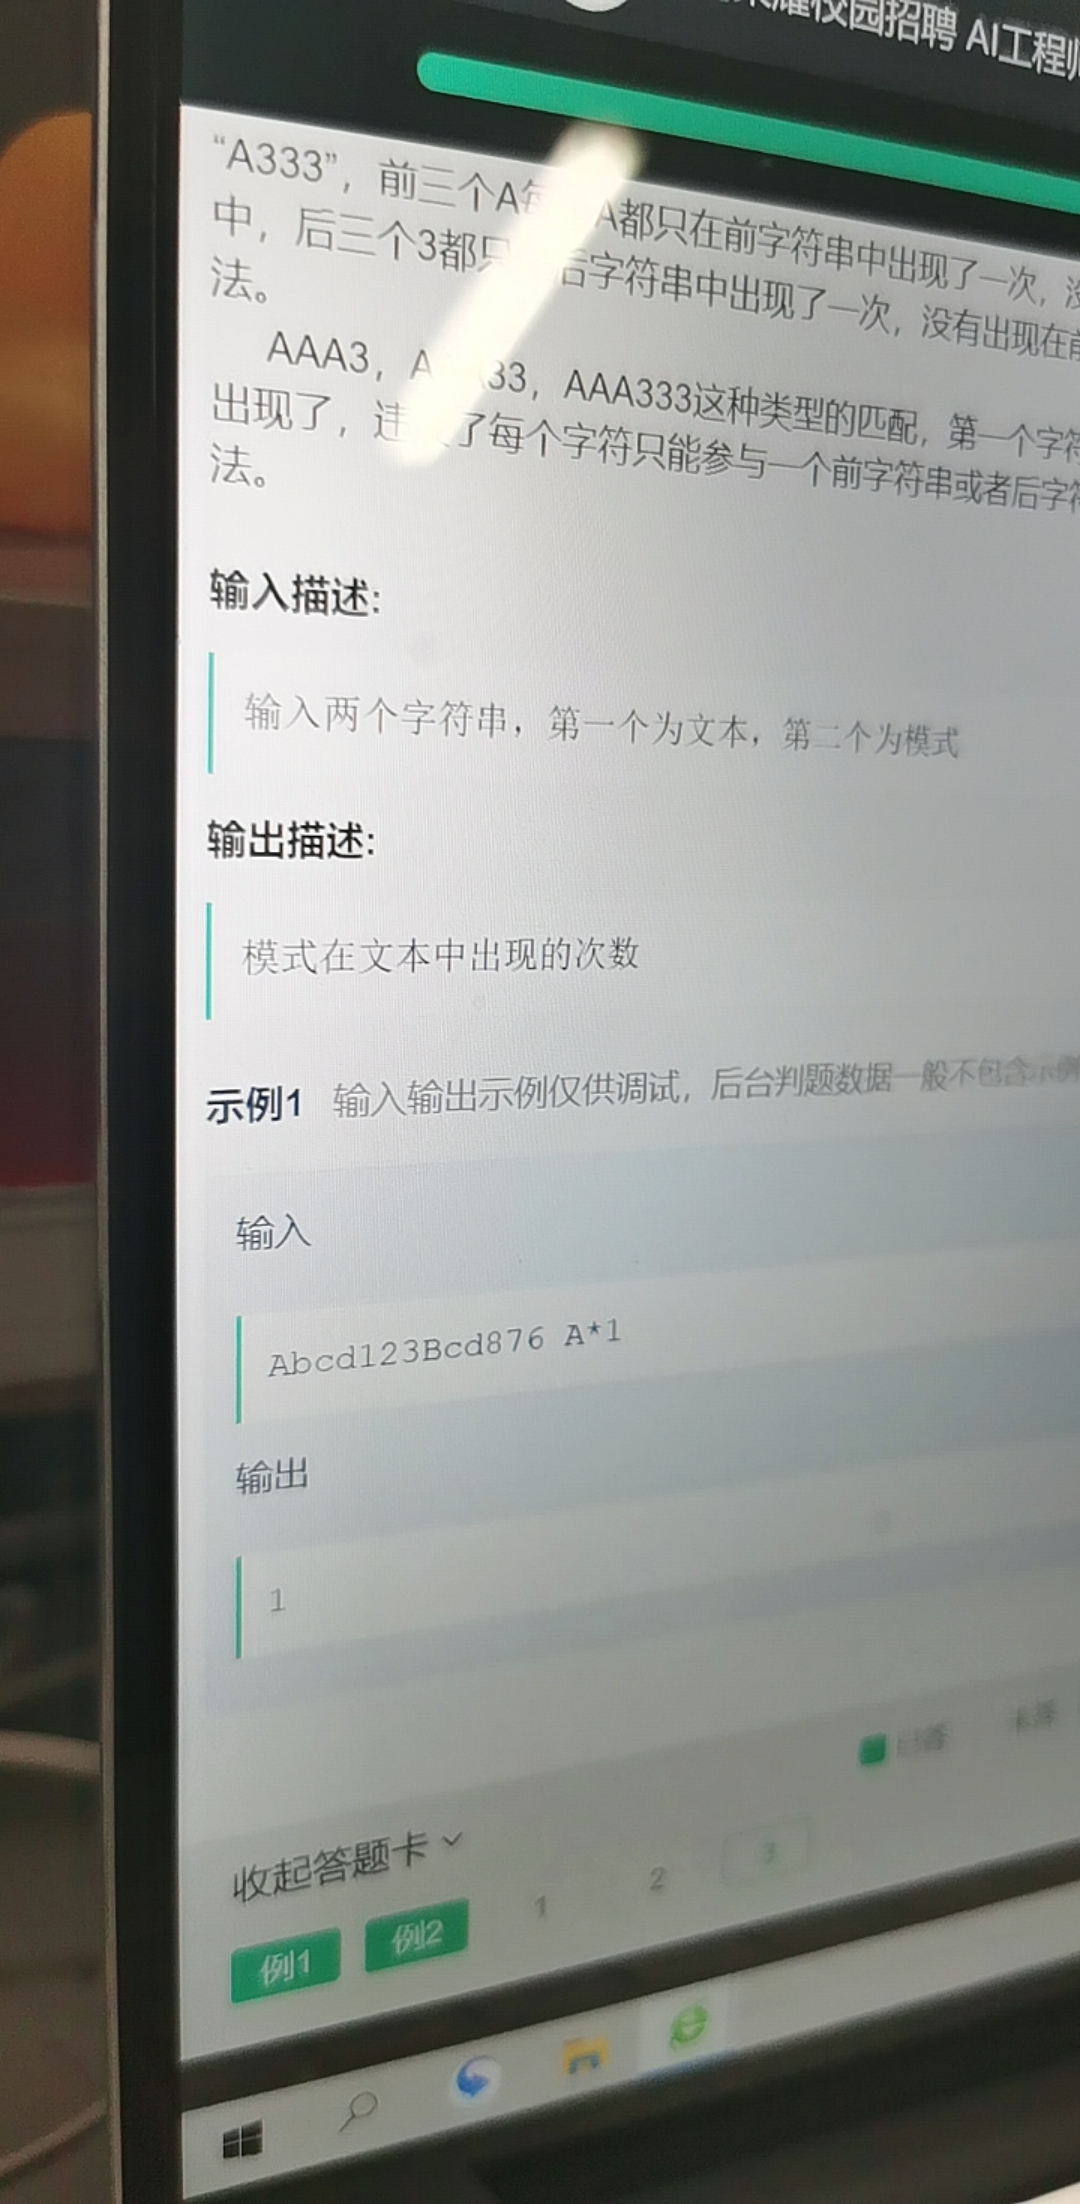 校园招聘 AI工程
“A333”，前三个A A都只在前字符串中出现了一次，
中，后三个3都只 后字符串中出现了一次，没有出现在
法。
AAA3， 33，AAA333这种类型的匹配，第一个字符
出现了，违 了每个字符只能参与一个前字符串或者后字符
法。
输入描述:
输入两个字符串，第一个为文本，第二个为模式
输出描述:
模式在文本中出现的次数
示例1 输入输出示例仅供调试，后台判题数据一般不包含示例
输入
Abcd123Bcd876 A*1
输出
1
已答 未答
收起答题卡
例1 例2 1 2 3